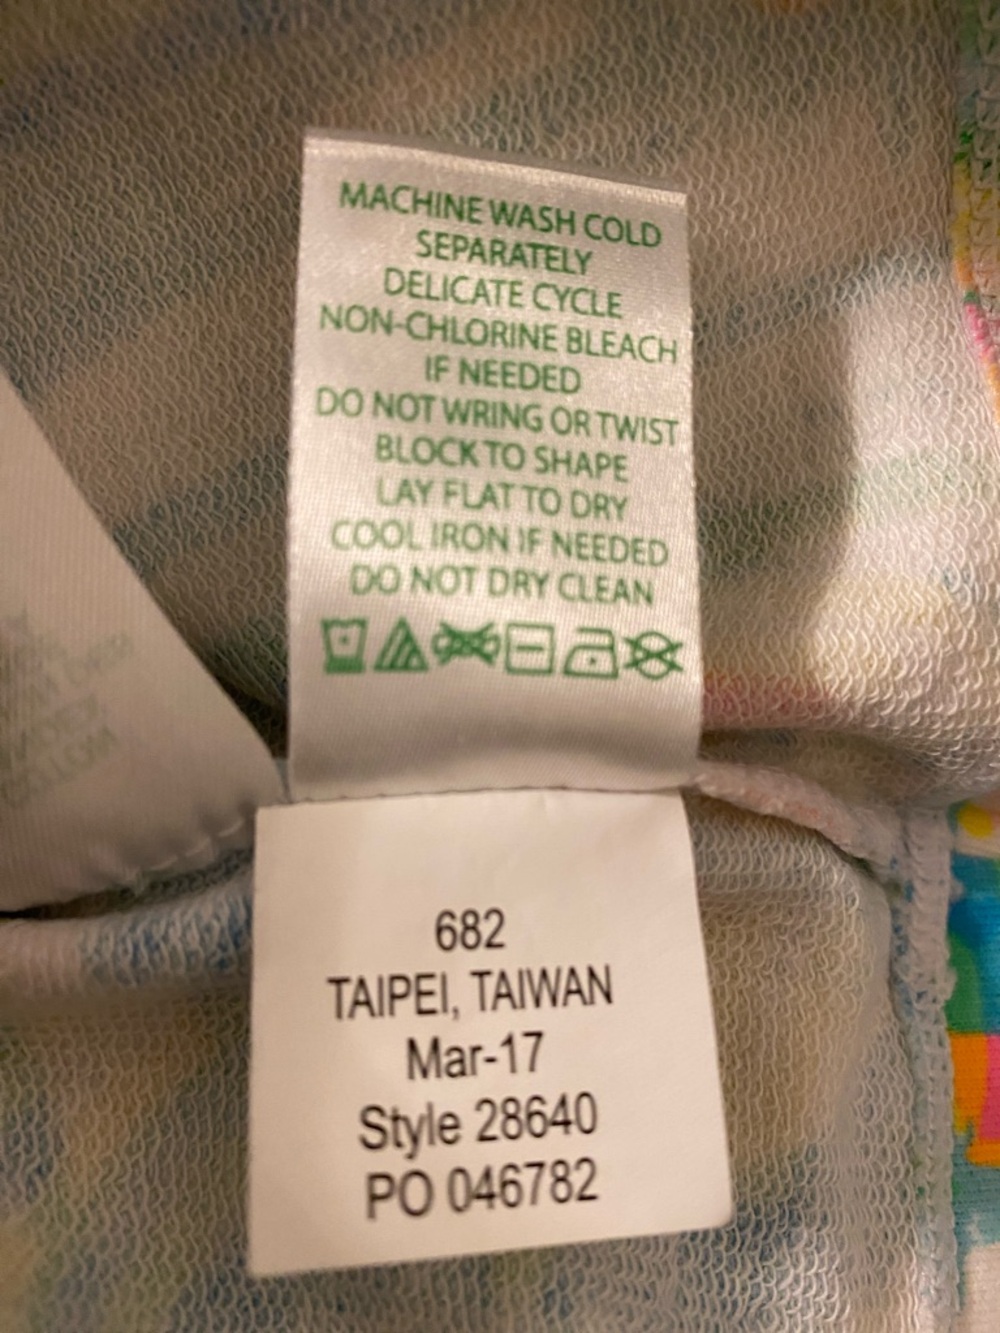 MACHINE WASH COLD
SEPARATELY
DELICATE CYCLE
NON-CHLORINE BLEACH
IF NEEDED
DO NOT WRING OR TWIST
BLOCK TO SHAPE
LAY FLAT TO DRY
COOL IRON IF NEEDED
DO NOT DRY CLEAN
682
TAIPEI, TAIWAN
Mar-17
Style 28640
PO 046782